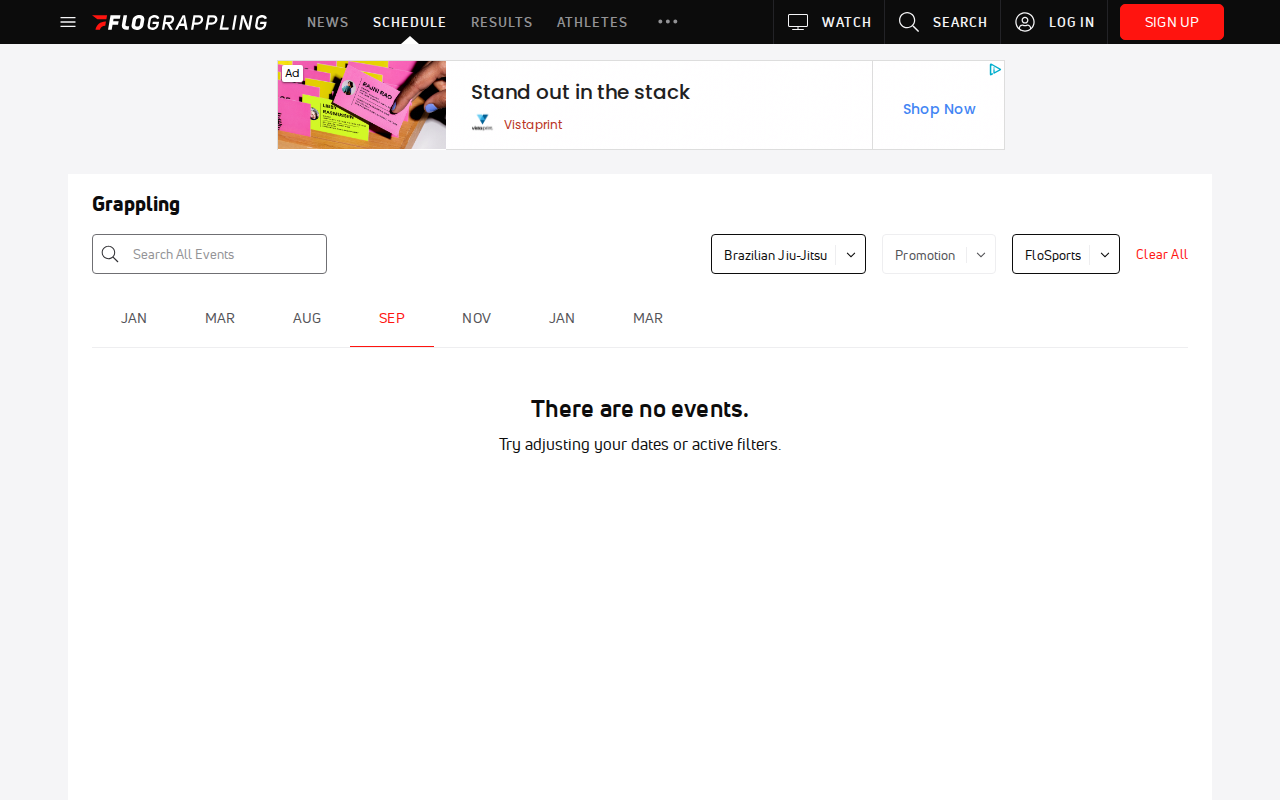 FLOGRAPPLING
NEWS
SCHEDULE
RESULTS
ATHLETES
WATCH
SEARCH
LOG IN
SIGN UP
Ad
RAJNI RAO
Stand out in the stack
Vistaprint
Shop Now
Grappling
Search All Events
Brazilian Jiu-Jitsu
Promotion
FloSports
Clear All
JAN
MAR
AUG
SEP
NOV
JAN
MAR
There are no events.
Try adjusting your dates or active filters.